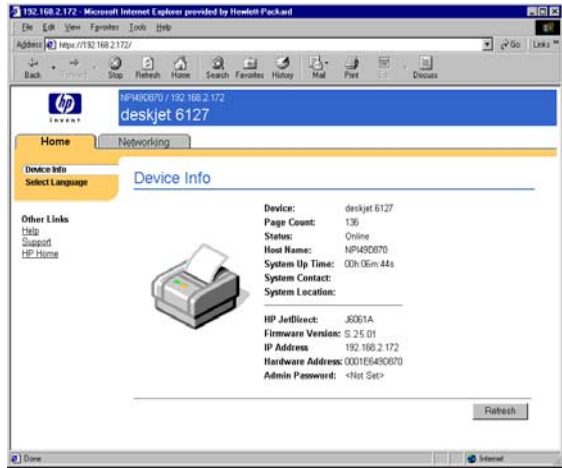 192.168.2.172 - Microsoft Internet Explorer provided by Hewlett-Packard
File Edit View Favorites Tools Help
Address https://192.168.2.172/ Go Links »
Back Forward Stop Refresh Home Search Favorites History Mail Print Edit Discuss
hp
invent
NPI49D870 / 192.168.2.172
deskjet 6127
Home Networking
Device Info
Select Language
Device Info
Other Links
Help
Support
HP Home
Device: deskjet 6127
Page Count: 136
Status: Online
Host Name: NPI49D870
System Up Time: 00h:06m:44s
System Contact:
System Location:
HP JetDirect: J6061A
Firmware Version: S.25.01
IP Address 192.168.2.172
Hardware Address: 0001E649D870
Admin Password: <Not Set>
Refresh
Done Internet